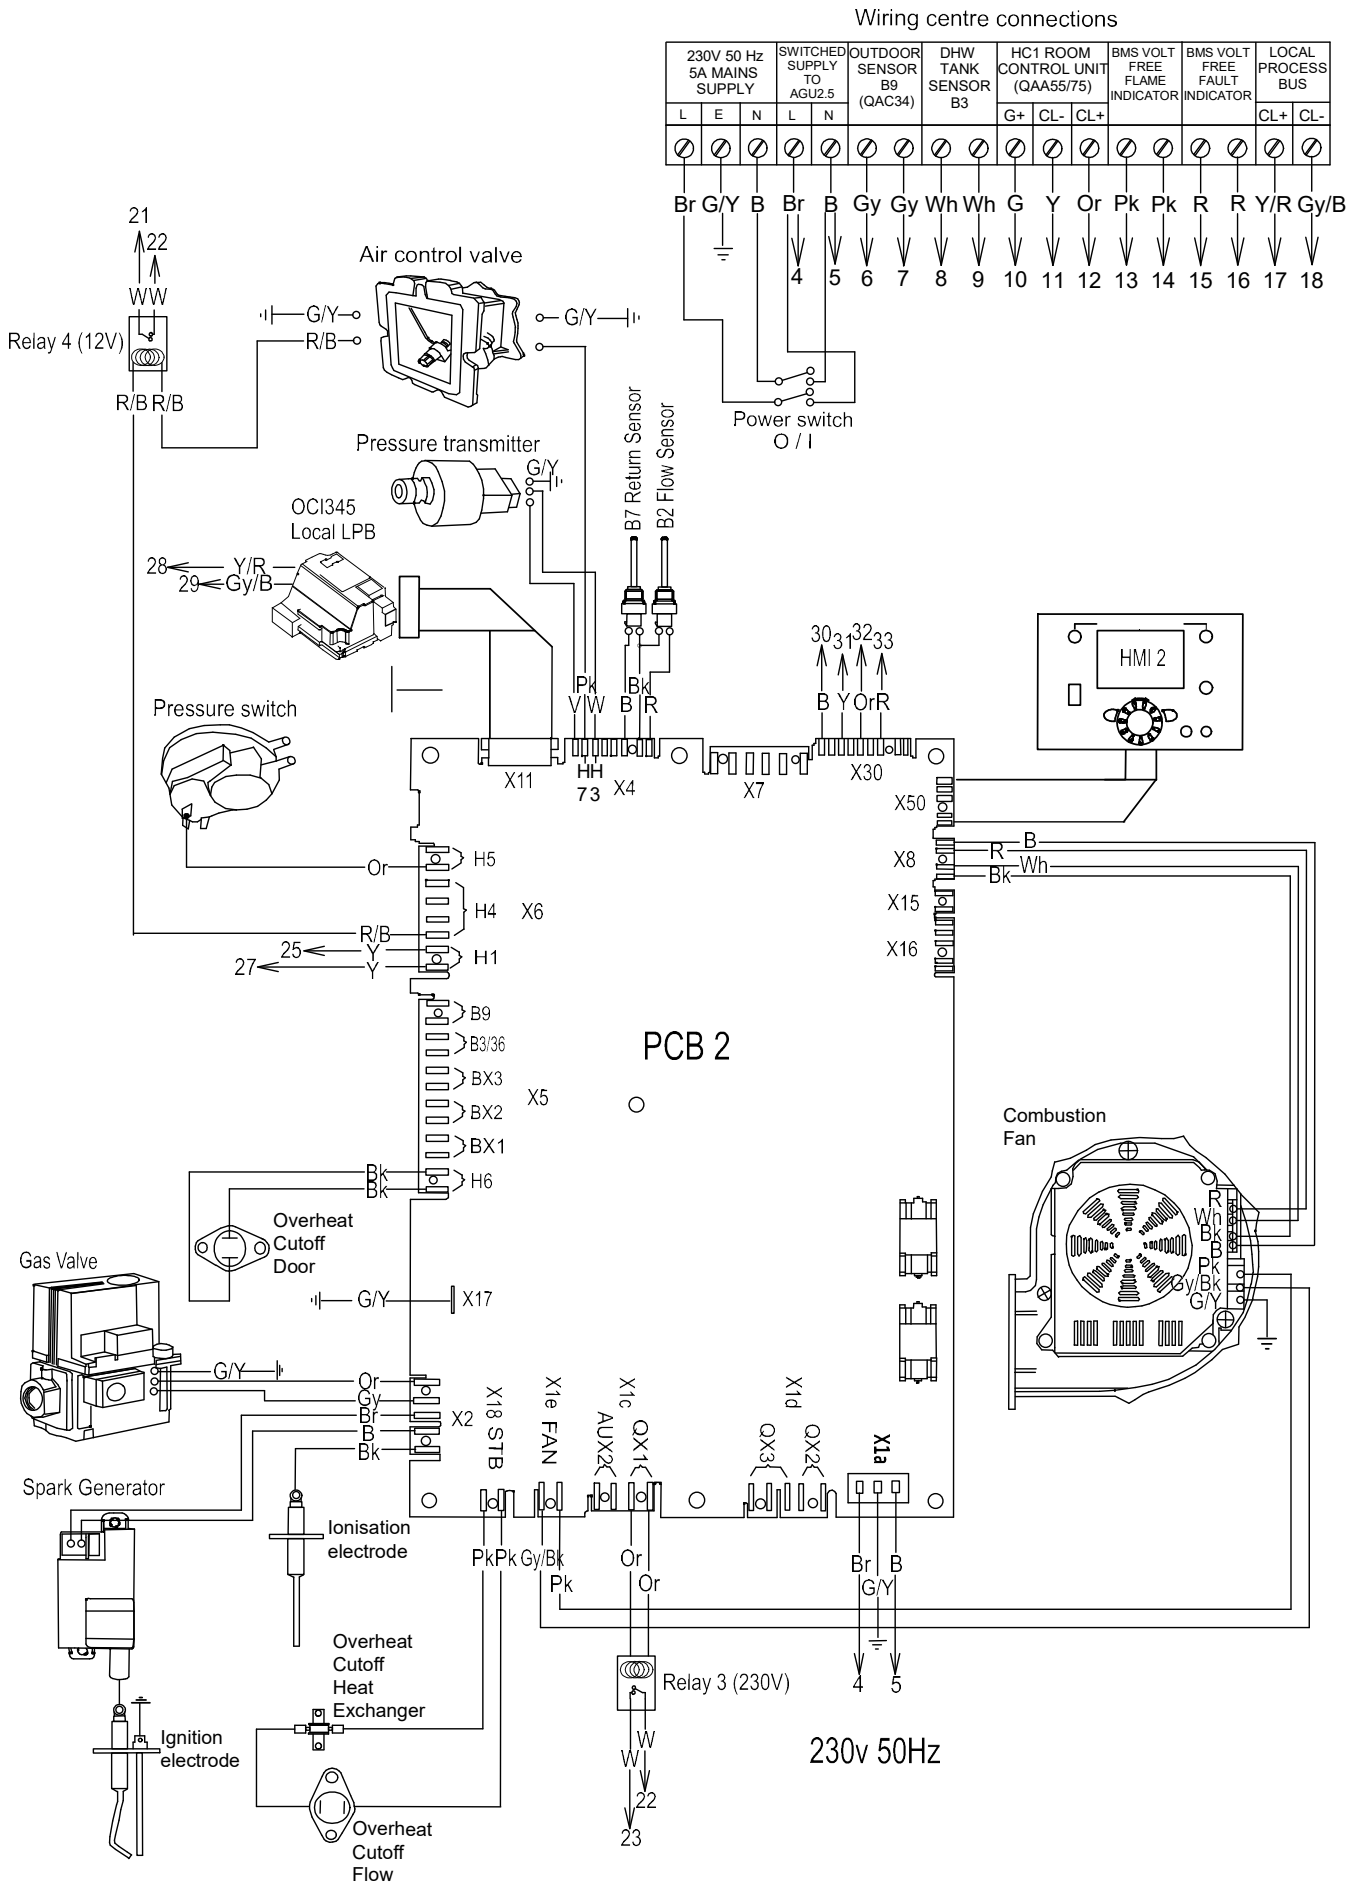 Wiring centre connections
230V 50 Hz
5A MAINS
SUPPLY
SWITCHED
SUPPLY
TO
AGU2.5
OUTDOOR
SENSOR
B9
(QAC34)
DHW
TANK
SENSOR
B3
HC1 ROOM
CONTROL UNIT
(QAA55/75)
BMS VOLT
FREE
FLAME
INDICATOR
BMS VOLT
FREE
FAULT
INDICATOR
LOCAL
PROCESS
BUS
L E N L N G+ CL- CL+ CL+ CL-
Br G/Y B Br B Gy Gy Wh Wh G Y Or Pk Pk R R Y/R Gy/B
4 5 6 7 8 9 10 11 12 13 14 15 16 17 18
Power switch
O / I
21
22
W W
Relay 4 (12V)
R/B R/B
Air control valve
G/Y
R/B
G/Y
Pressure transmitter
G/Y
OCI345
Local LPB
28 Y/R
29 Gy/B
B7 Return Sensor
B2 Flow Sensor
Pk
V W B Bk R
30 31 32 33
B Y Or R
HMI 2
Pressure switch
Or
X11
H H
7 3
X4
X7
X30
X50
X8
B
R
Wh
Bk
X15
X16
H5
H4
X6
R/B
25 Y
27 Y
H1
B9
B3/36
BX3
BX2
BX1
X5
H6
Bk
Bk
PCB 2
Overheat
Cutoff
Door
G/Y X17
Combustion
Fan
R
Wh
Bk
B
Pk
Gy/Bk
G/Y
Gas Valve
G/Y
Or
Gy
Br
B
Bk
X2
X18 STB
X1e FAN
X1c
AUX2
QX1
X1d
QX3
QX2
X1a
Spark Generator
Ionisation
electrode
Pk Pk Gy/Bk
Pk
Or
Or
Br
G/Y
B
4 5
Relay 3 (230V)
W
W
22
23
Overheat
Cutoff
Heat
Exchanger
Ignition
electrode
Overheat
Cutoff
Flow
230v 50Hz